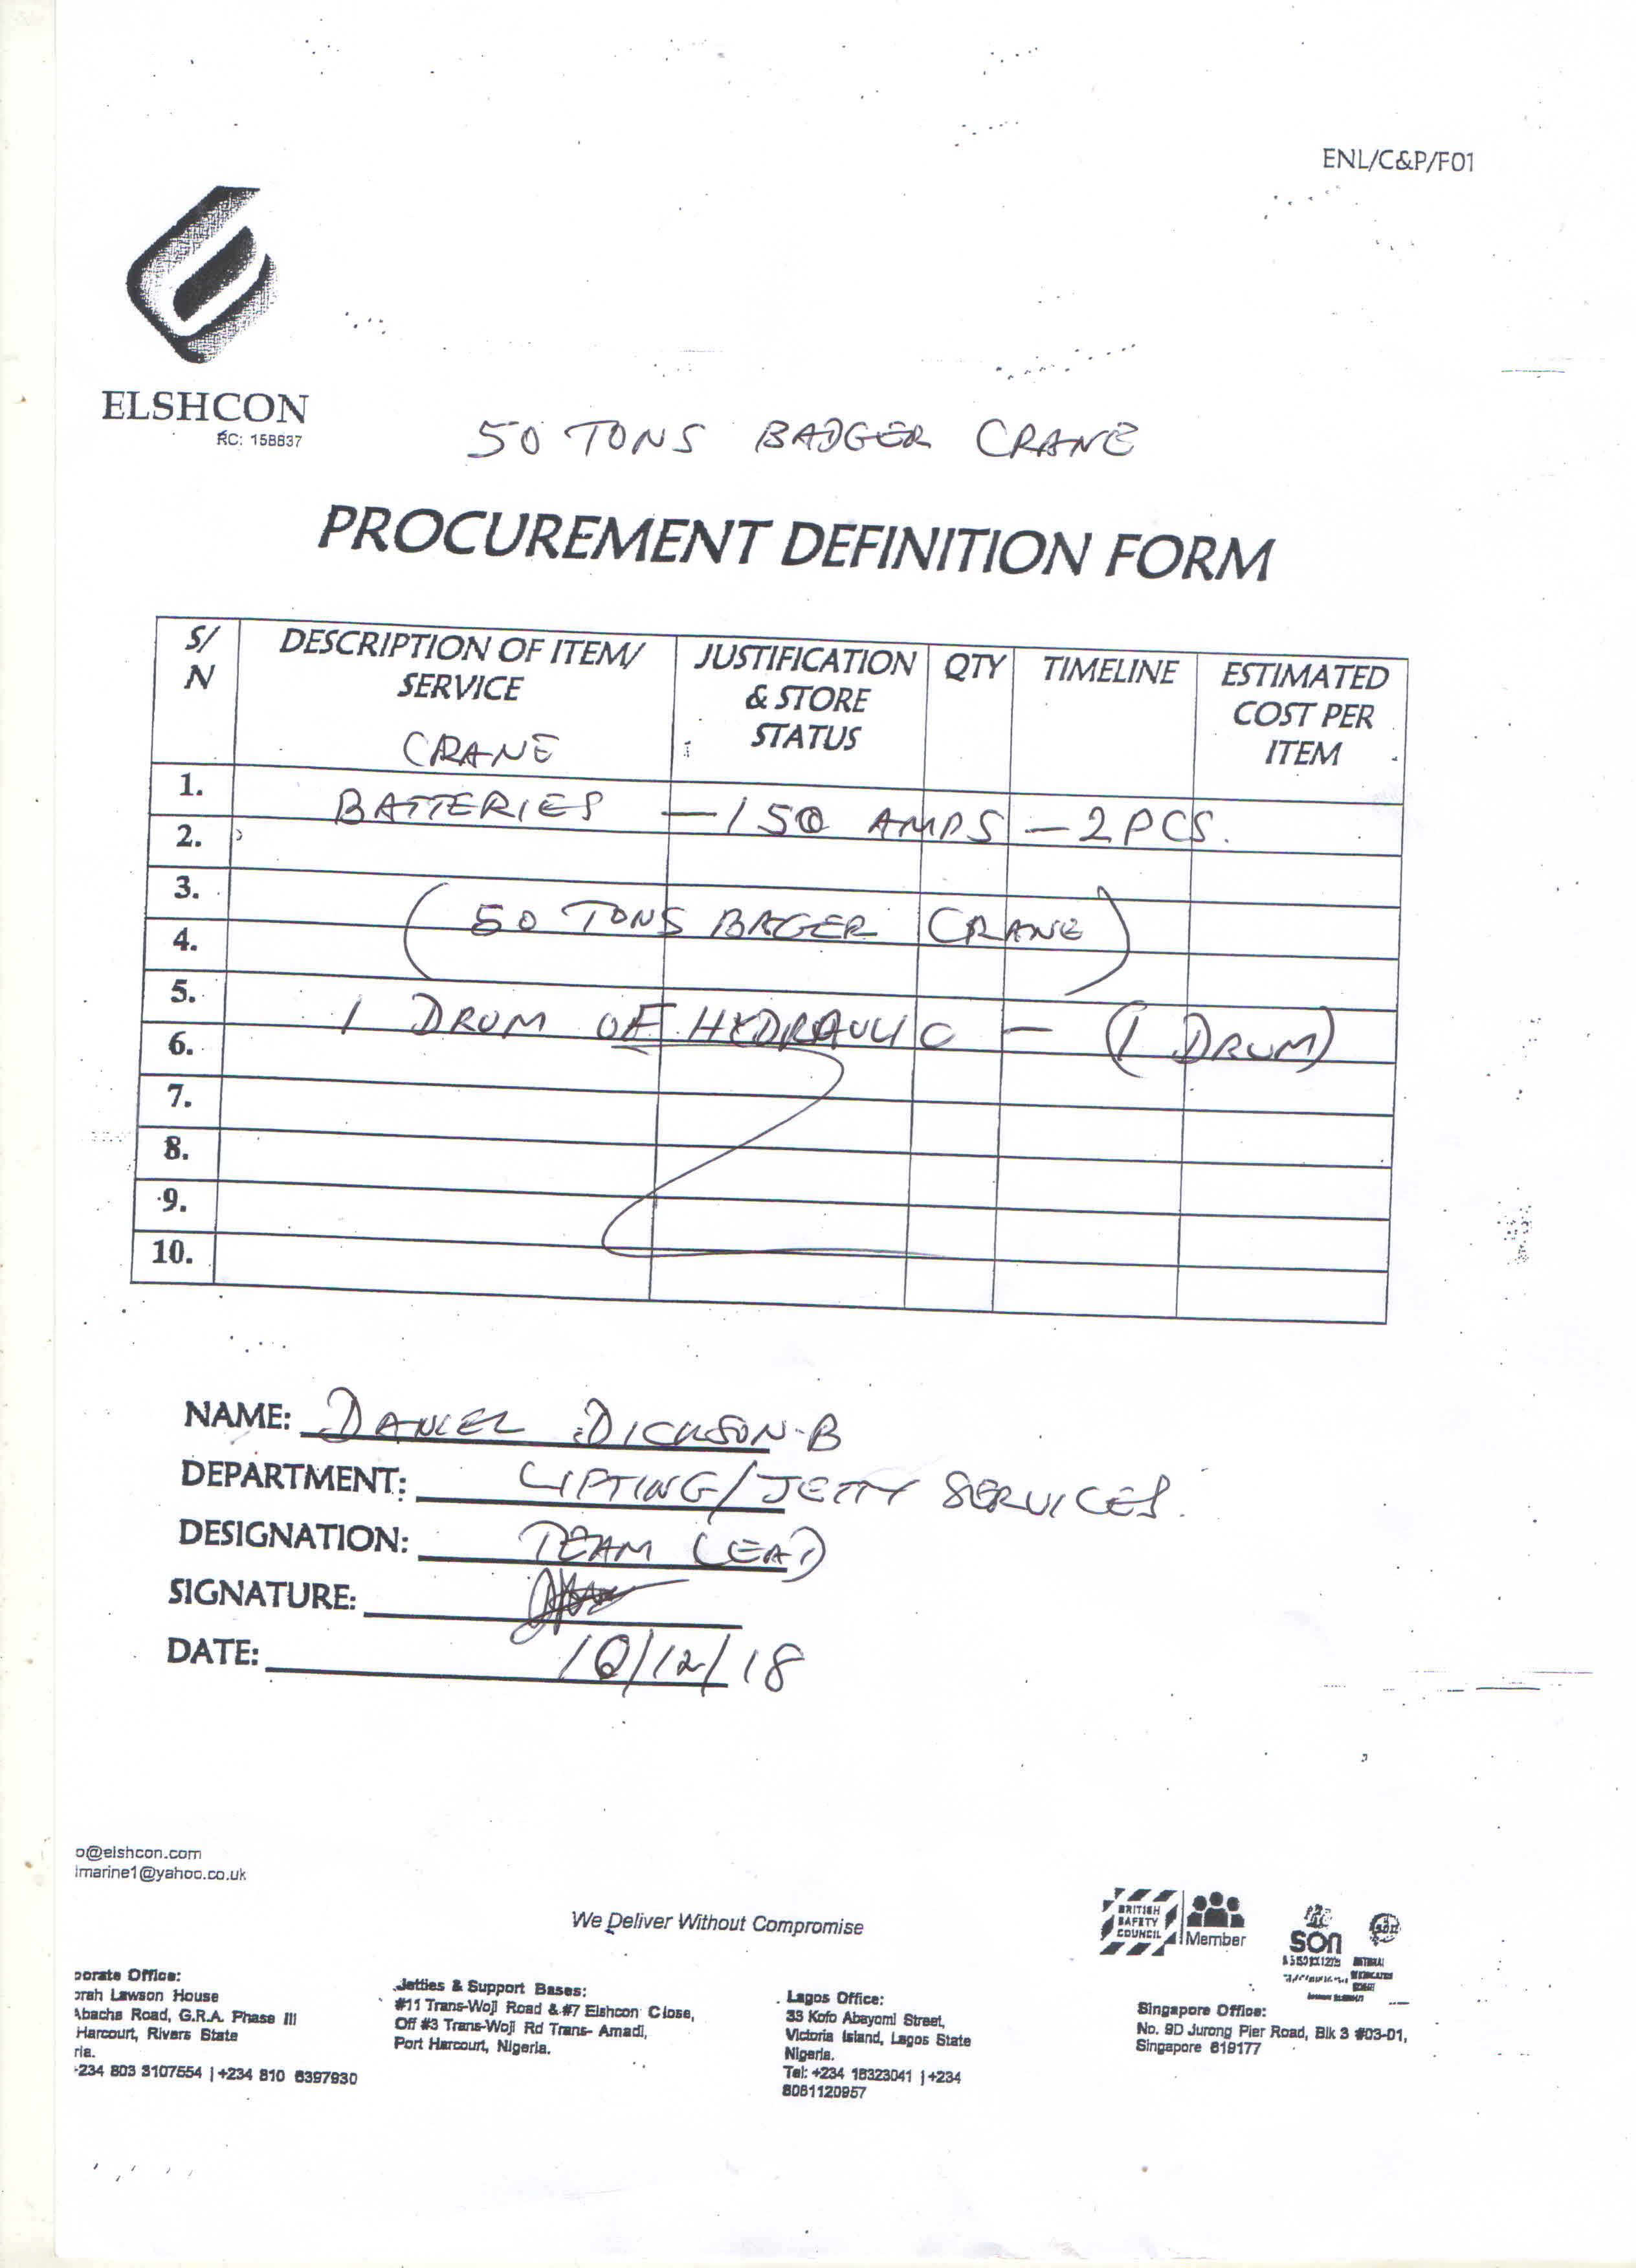 ENL/C&P/F01
ELSHCON
RC: 158837
50 TONS BADGER CRANE
PROCUREMENT DEFINITION FORM
S/N DESCRIPTION OF ITEM/ SERVICE JUSTIFICATION & STORE STATUS QTY TIMELINE ESTIMATED COST PER ITEM
CRANE
1.
BATTERIES — 150 AMPS — 2PCS.
2.
3.
(50 TONS BAGER CRANE)
4.
5.
1 DRUM OF HYDRAULIC — (1 DRUM)
6.
7.
8.
9.
10.
NAME: DANIEL DICKSON-B
DEPARTMENT: LIFTING/JETTY SERVICES.
DESIGNATION: TEAM LEAD
SIGNATURE:
DATE: 10/12/18
o@elshcon.com
imarine1@yahoo.co.uk
We Deliver Without Compromise
BRITISH SAFETY COUNCIL Member
SON
porate Office:
orah Lawson House
Abacha Road, G.R.A. Phase III
Harcourt, Rivers State
ria.
-234 803 3107554 | +234 810 6397930
Jetties & Support Bases:
#11 Trans-Woji Road & #7 Elshcon Close,
Off #3 Trans-Woji Rd Trans- Amadi,
Port Harcourt, Nigeria.
Lagos Office:
33 Kofo Abayomi Street,
Victoria Island, Lagos State
Nigeria.
Tel: +234 18323041 | +234
8081120957
Singapore Office:
No. 9D Jurong Pier Road, Blk 3 #03-01,
Singapore 619177